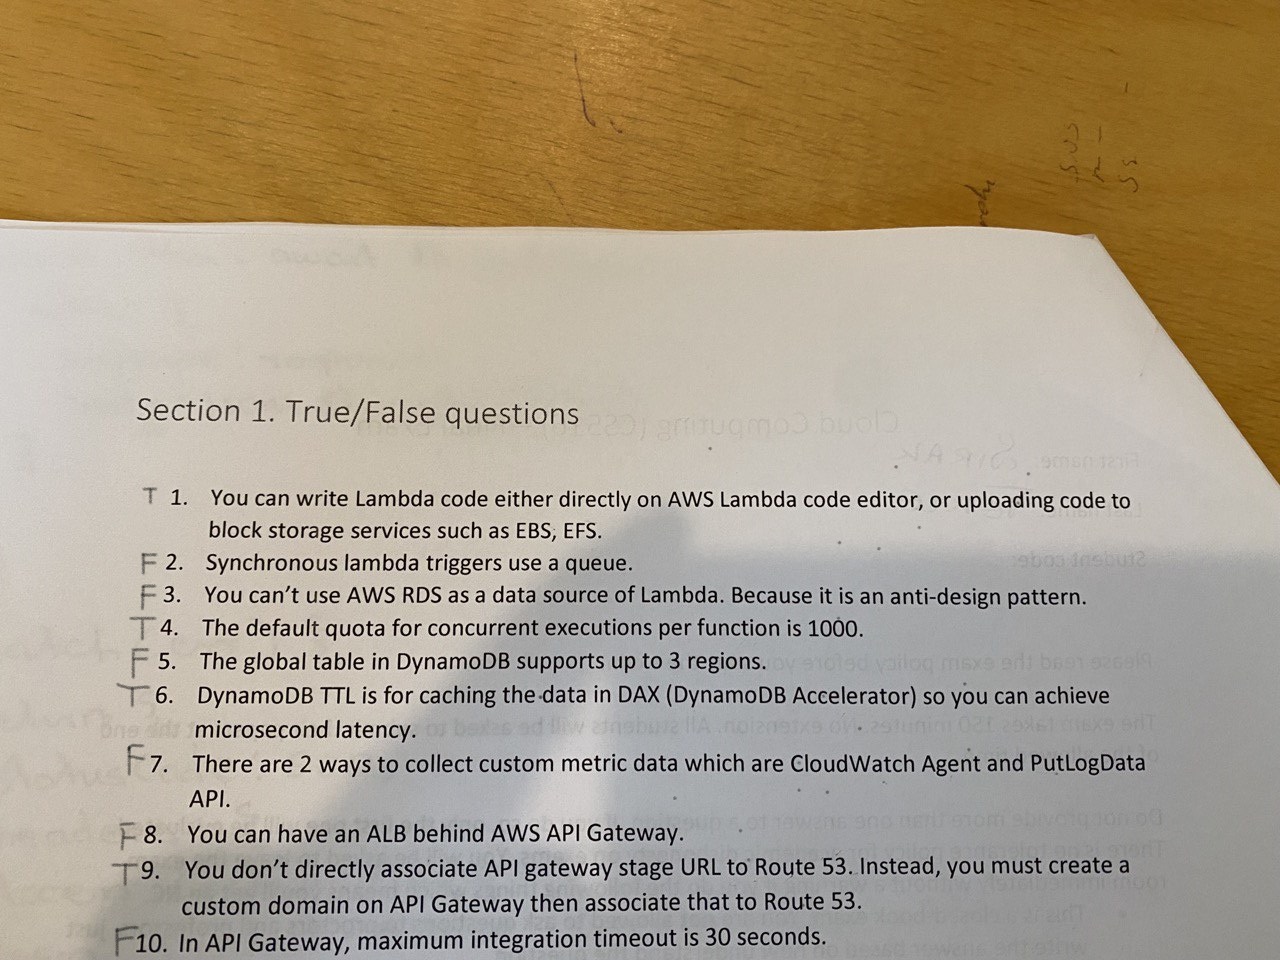 Section 1. True/False questions
T 1. You can write Lambda code either directly on AWS Lambda code editor, or uploading code to
block storage services such as EBS, EFS.
F 2. Synchronous lambda triggers use a queue.
F 3. You can't use AWS RDS as a data source of Lambda. Because it is an anti-design pattern.
T 4. The default quota for concurrent executions per function is 1000.
F 5. The global table in DynamoDB supports up to 3 regions.
T 6. DynamoDB TTL is for caching the data in DAX (DynamoDB Accelerator) so you can achieve
microsecond latency.
F 7. There are 2 ways to collect custom metric data which are CloudWatch Agent and PutLogData
API.
F 8. You can have an ALB behind AWS API Gateway.
T 9. You don't directly associate API gateway stage URL to Route 53. Instead, you must create a
custom domain on API Gateway then associate that to Route 53.
F 10. In API Gateway, maximum integration timeout is 30 seconds.